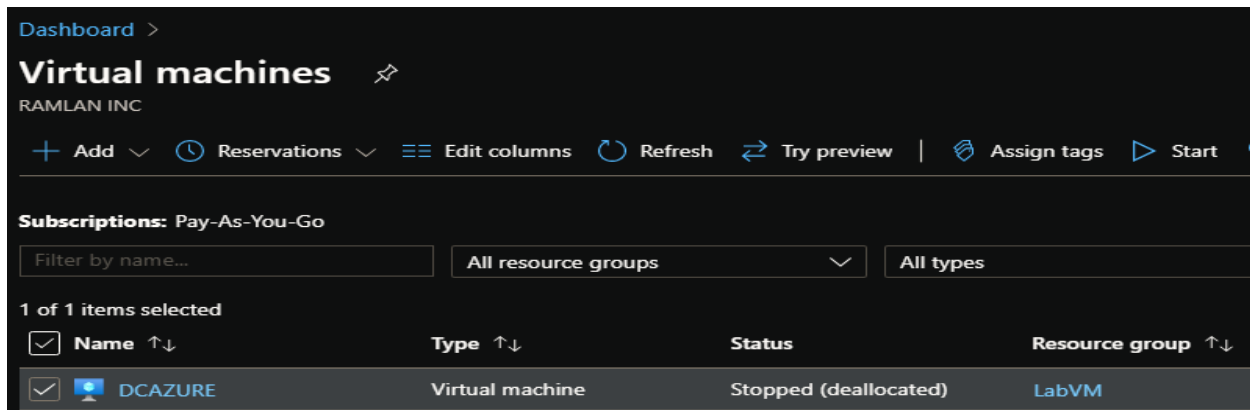 Dashboard >
Virtual machines
RAMLAN INC
Add Reservations Edit columns Refresh Try preview | Assign tags Start
Subscriptions: Pay-As-You-Go
Filter by name... All resource groups All types
1 of 1 items selected
Name ↑↓ Type ↑↓ Status Resource group ↑↓
DCAZURE Virtual machine Stopped (deallocated) LabVM